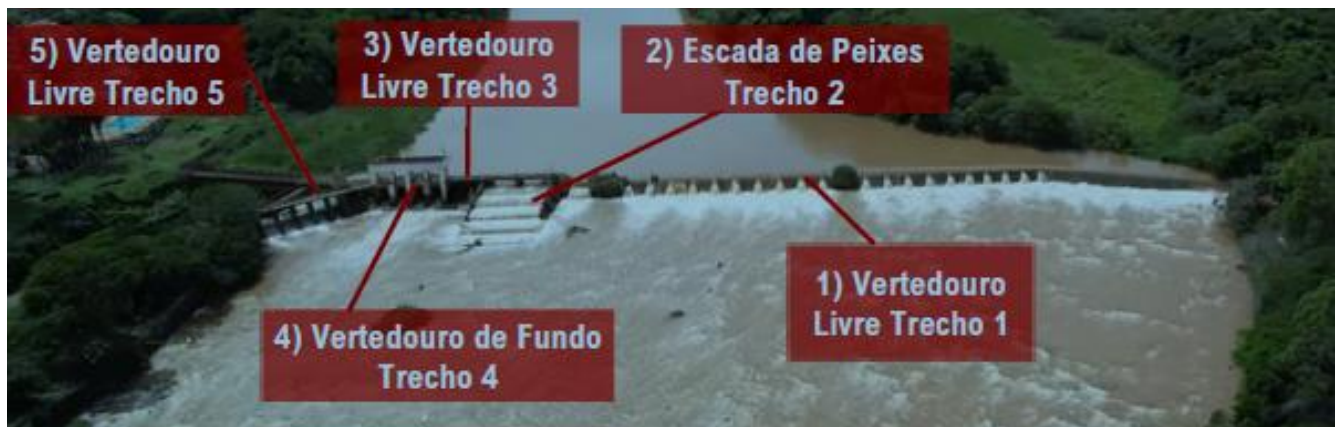 5) Vertedouro
Livre Trecho 5
3) Vertedouro
Livre Trecho 3
2) Escada de Peixes
Trecho 2
1) Vertedouro
Livre Trecho 1
4) Vertedouro de Fundo
Trecho 4